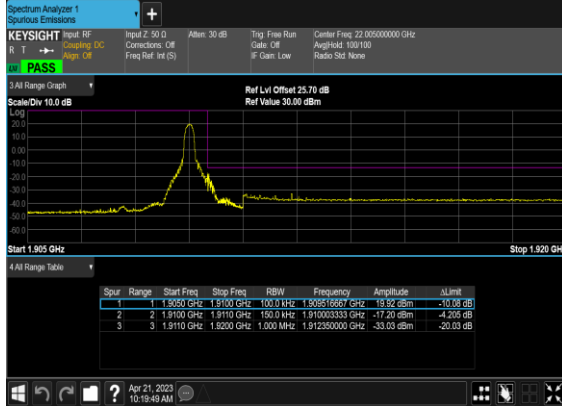 Spectrum Analyzer 1
Spurious Emissions
+
KEYSIGHT Input: RF Input Z: 50 Ω Atten: 30 dB Trig: Free Run Center Freq: 22.005000000 GHz
R T Coupling: DC Corrections: Off Gate: Off Avg|Hold: 100/100
Align: Off Freq Ref: Int (S) IF Gain: Low Radio Std: None
PASS
3 All Range Graph
Ref Lvl Offset 25.70 dB
Scale/Div 10.0 dB Ref Value 30.00 dBm
Log
20.0
10.0
0.00
-10.0
-20.0
-30.0
-40.0
-50.0
-60.0
Start 1.905 GHz Stop 1.920 GH
4 All Range Table
Spur Range Start Freq Stop Freq RBW Frequency Amplitude ΔLimit
1 1 1.9050 GHz 1.9100 GHz 100.0 kHz 1.909516667 GHz 19.92 dBm -10.08 dB
2 2 1.9100 GHz 1.9110 GHz 150.0 kHz 1.910003333 GHz -17.20 dBm -4.205 dB
3 3 1.9110 GHz 1.9200 GHz 1.000 MHz 1.912350000 GHz -33.03 dBm -20.03 dB
? Apr 21, 2023
10:19:49 AM